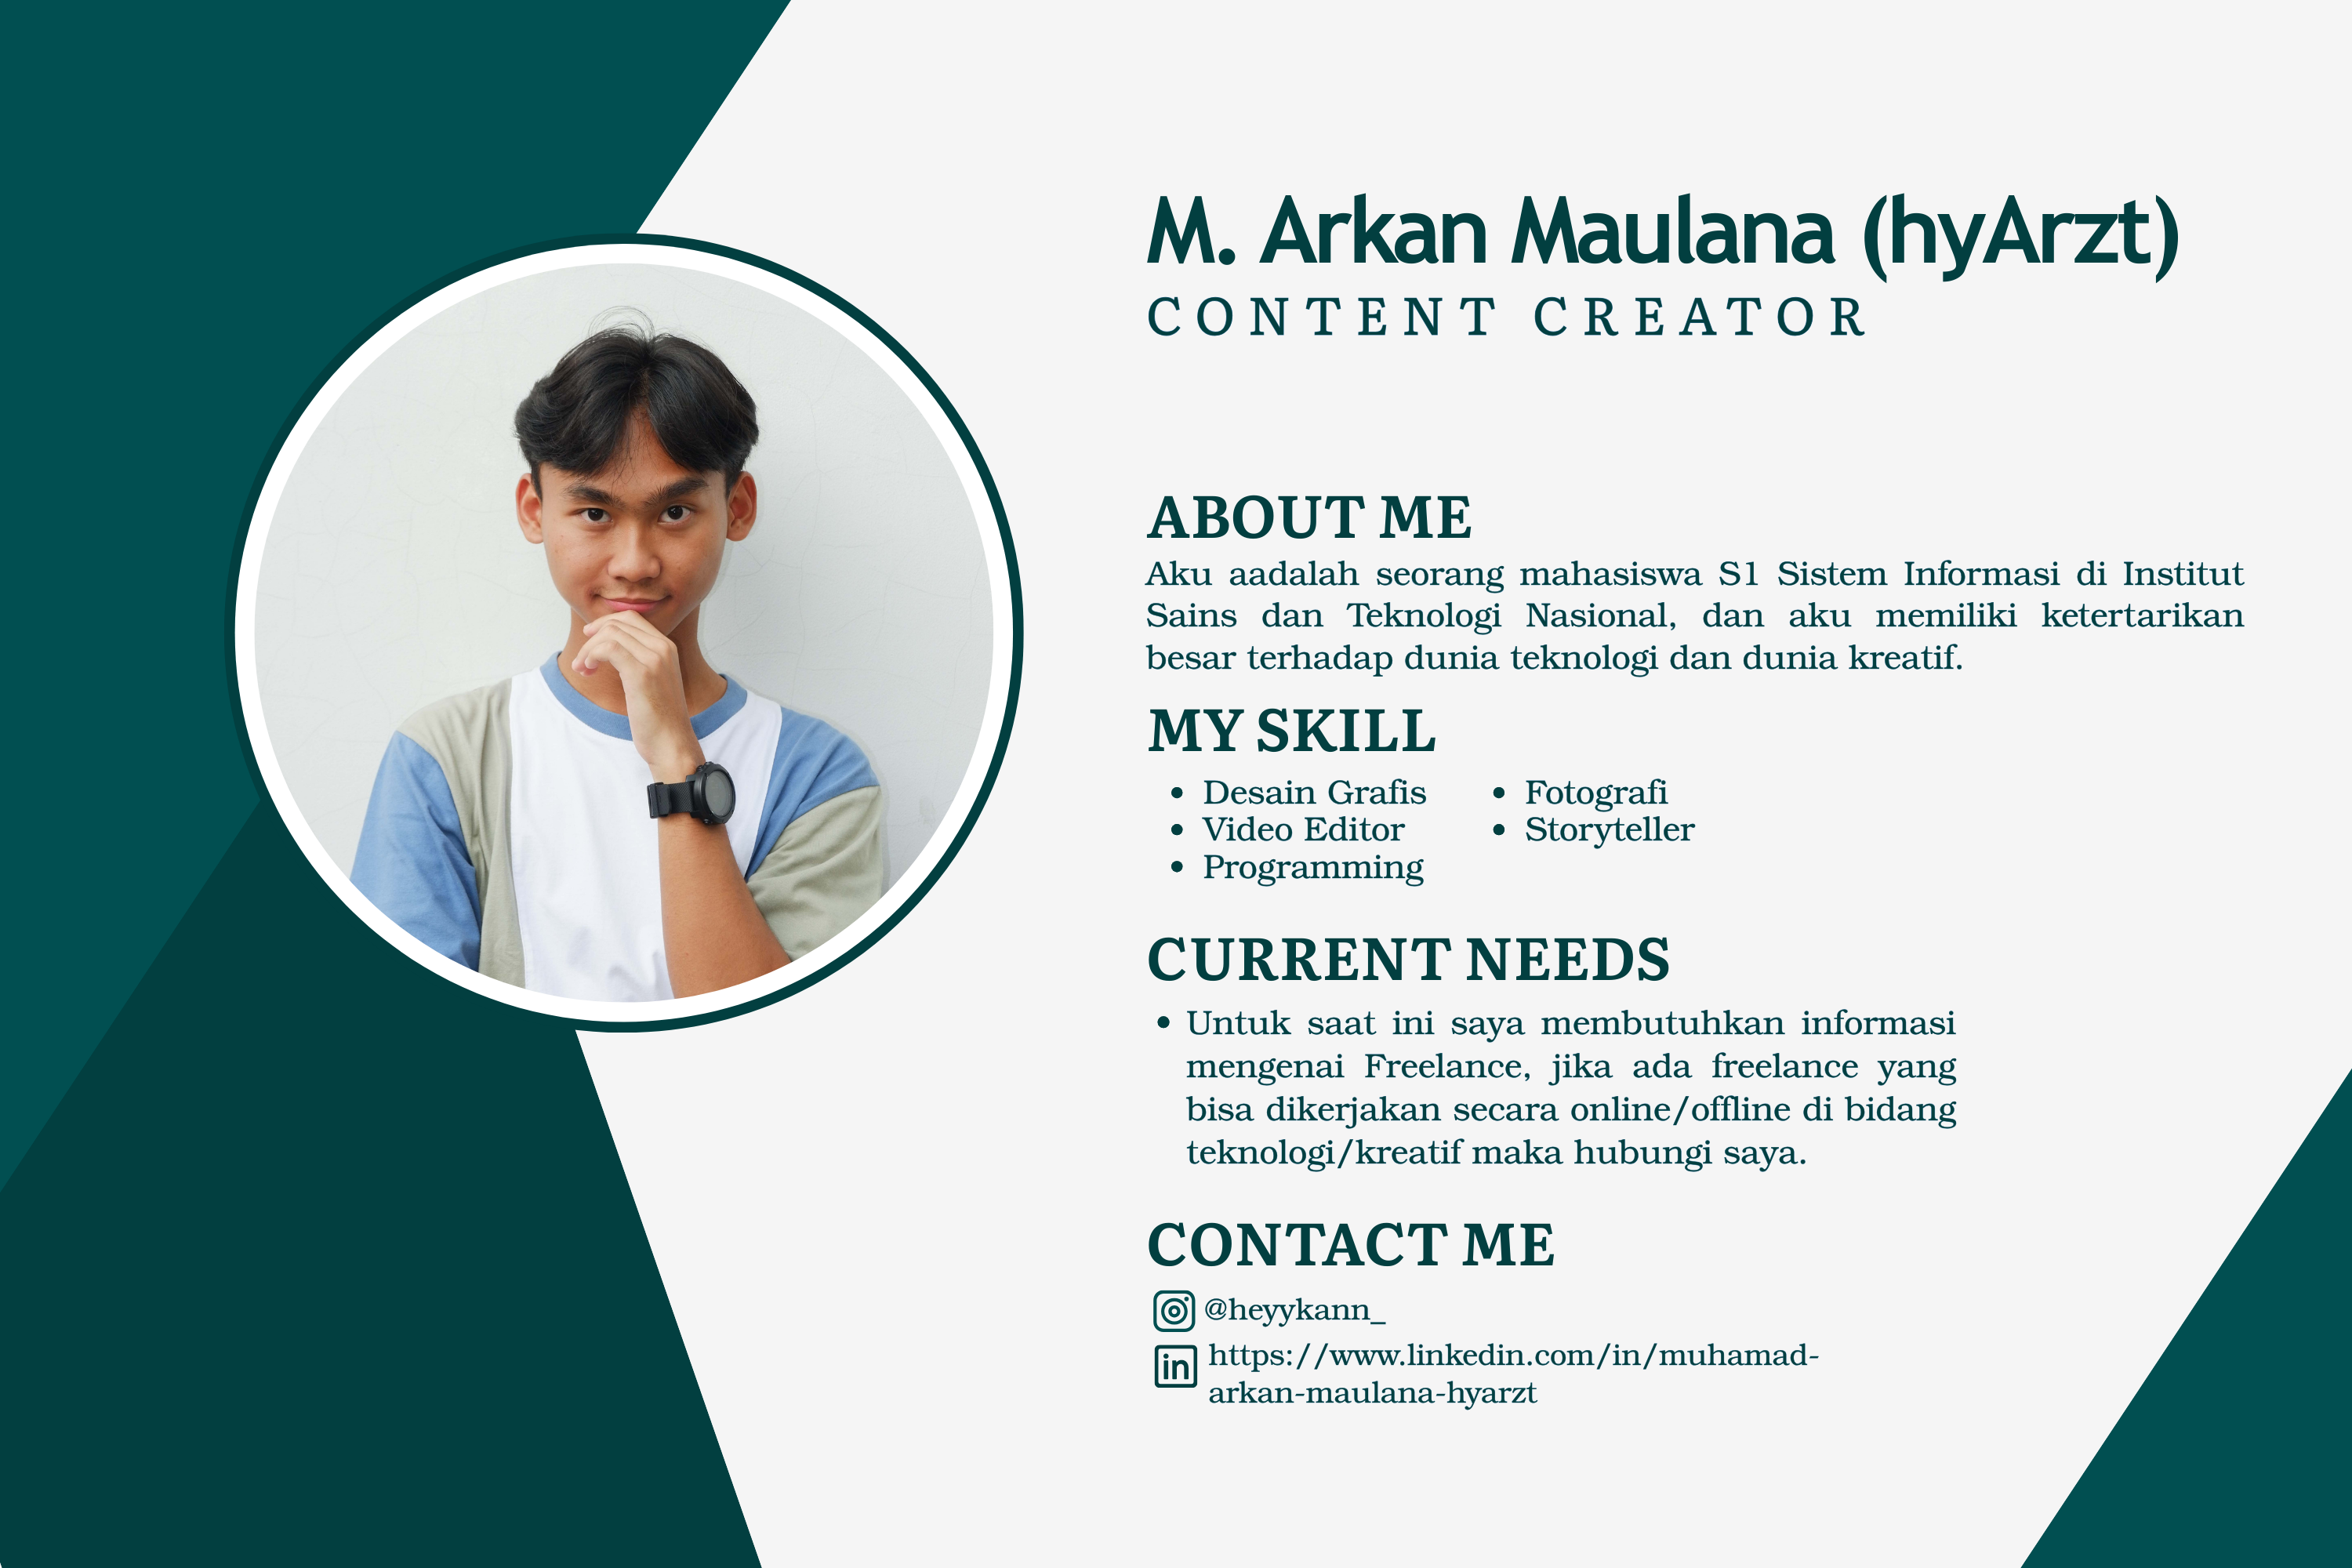 M. Arkan Maulana (hyArzt)
CONTENT CREATOR
ABOUT ME
Aku aadalah seorang mahasiswa S1 Sistem Informasi di Institut
Sains dan Teknologi Nasional, dan aku memiliki ketertarikan
besar terhadap dunia teknologi dan dunia kreatif.
MY SKILL
• Desain Grafis
• Video Editor
• Programming
• Fotografi
• Storyteller
CURRENT NEEDS
• Untuk saat ini saya membutuhkan informasi
mengenai Freelance, jika ada freelance yang
bisa dikerjakan secara online/offline di bidang
teknologi/kreatif maka hubungi saya.
CONTACT ME
@heyykann_
in
https://www.linkedin.com/in/muhamad-
arkan-maulana-hyarzt